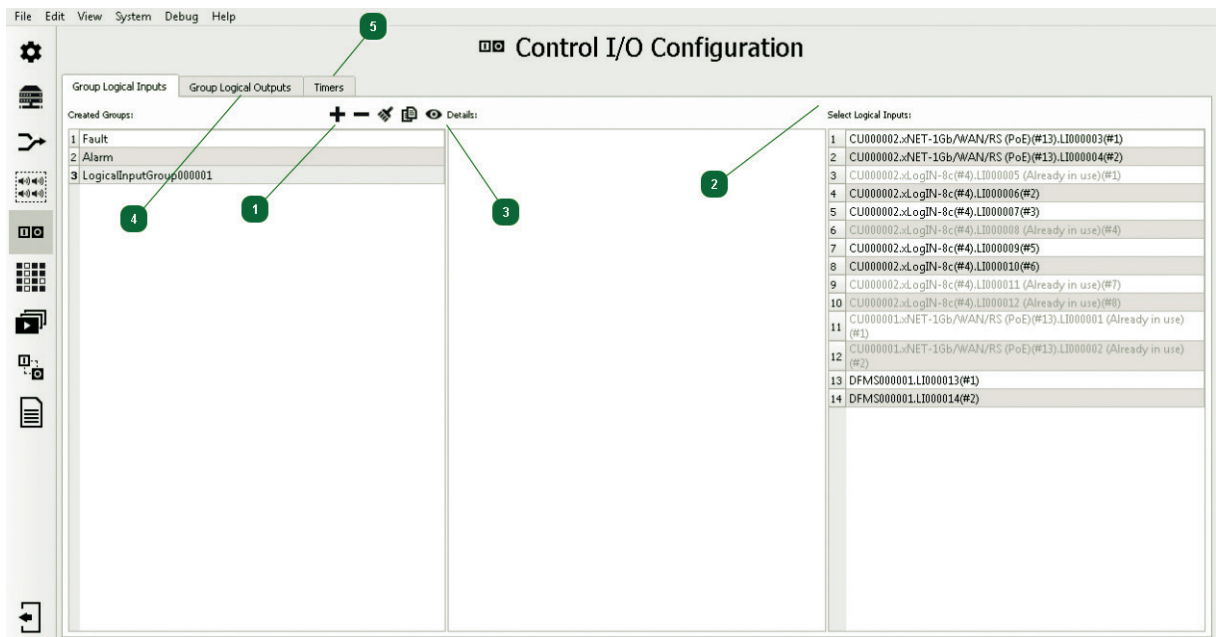 File Edit View System Debug Help
5
Control I/O Configuration
Group Logical Inputs Group Logical Outputs Timers
Created Groups: Details: Select Logical Inputs:
1 Fault
2 Alarm
3 LogicalInputGroup000001
1 CU000002.xNET-1Gb/WAN/RS (PoE)(#13).LI000003(#1)
2 CU000002.xNET-1Gb/WAN/RS (PoE)(#13).LI000004(#2)
3 CU000002.xLogIN-8c(#4).LI000005 (Already in use)(#1)
4 CU000002.xLogIN-8c(#4).LI000006(#2)
5 CU000002.xLogIN-8c(#4).LI000007(#3)
6 CU000002.xLogIN-8c(#4).LI000008 (Already in use)(#4)
7 CU000002.xLogIN-8c(#4).LI000009(#5)
8 CU000002.xLogIN-8c(#4).LI000010(#6)
9 CU000002.xLogIN-8c(#4).LI000011 (Already in use)(#7)
10 CU000002.xLogIN-8c(#4).LI000012 (Already in use)(#8)
11 CU000001.xNET-1Gb/WAN/RS (PoE)(#13).LI000001 (Already in use)
(#1)
12 CU000001.xNET-1Gb/WAN/RS (PoE)(#13).LI000002 (Already in use)
(#2)
13 DFMS000001.LI000013(#1)
14 DFMS000001.LI000014(#2)
2
4
1
3